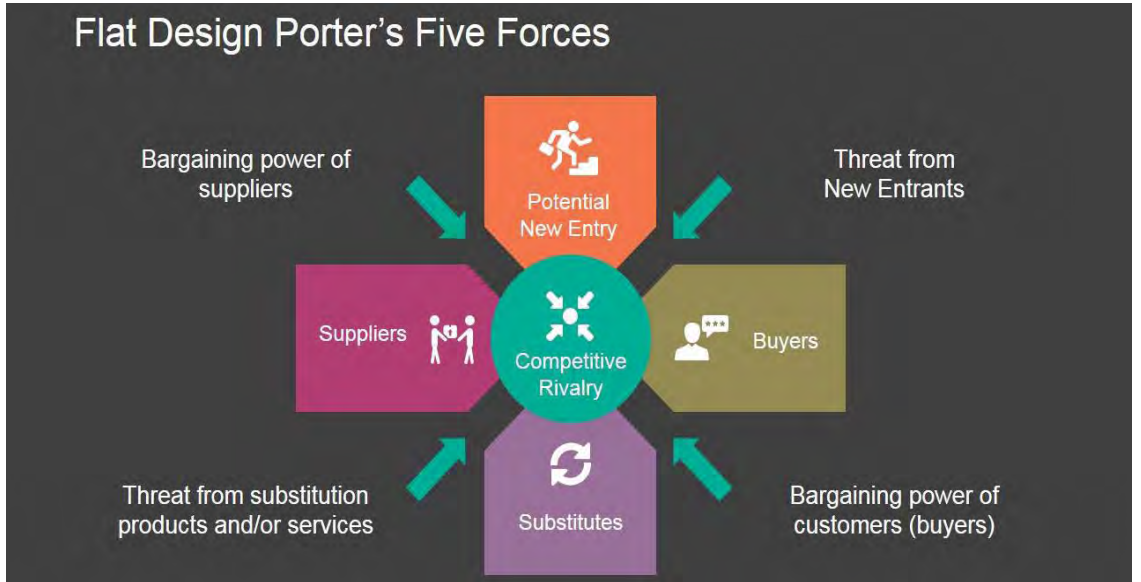 Flat Design Porter's Five Forces
Bargaining power of
suppliers
Threat from
New Entrants
Potential
New Entry
Suppliers
Competitive
Rivalry
Buyers
Threat from substitution
products and/or services
Substitutes
Bargaining power of
customers (buyers)